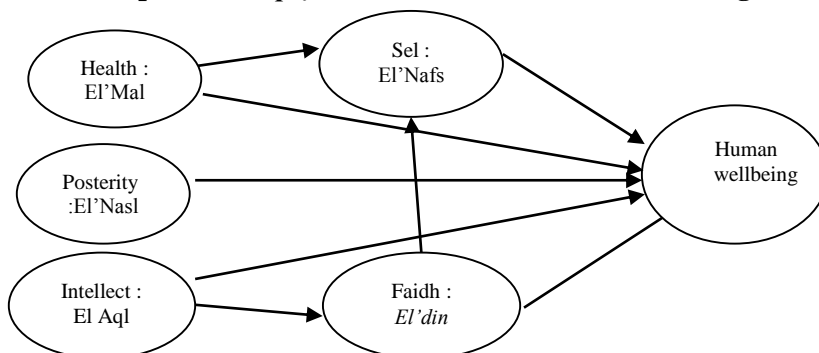 Health :
El'Mal
Sel :
El'Nafs
Human
wellbeing
Posterity
:El'Nasl
Intellect :
El Aql
Faidh :
El'din